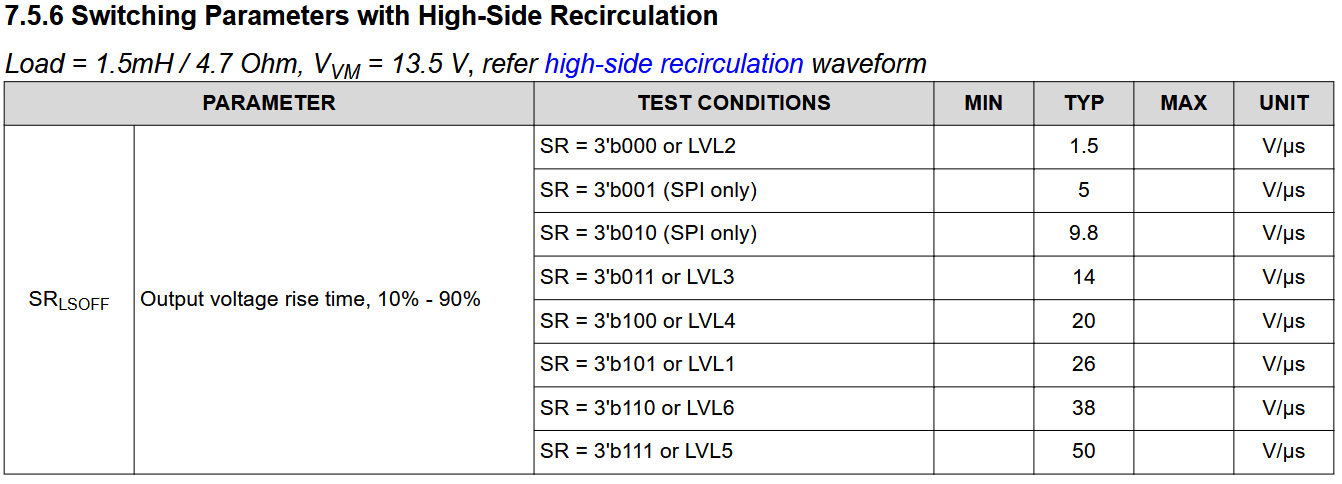 7.5.6 Switching Parameters with High-Side Recirculation
Load = 1.5mH / 4.7 Ohm, VVM = 13.5 V, refer high-side recirculation waveform
PARAMETER TEST CONDITIONS MIN TYP MAX UNIT
SRLSOFF Output voltage rise time, 10% - 90%
SR = 3'b000 or LVL2 1.5 V/µs
SR = 3'b001 (SPI only) 5 V/µs
SR = 3'b010 (SPI only) 9.8 V/µs
SR = 3'b011 or LVL3 14 V/µs
SR = 3'b100 or LVL4 20 V/µs
SR = 3'b101 or LVL1 26 V/µs
SR = 3'b110 or LVL6 38 V/µs
SR = 3'b111 or LVL5 50 V/µs